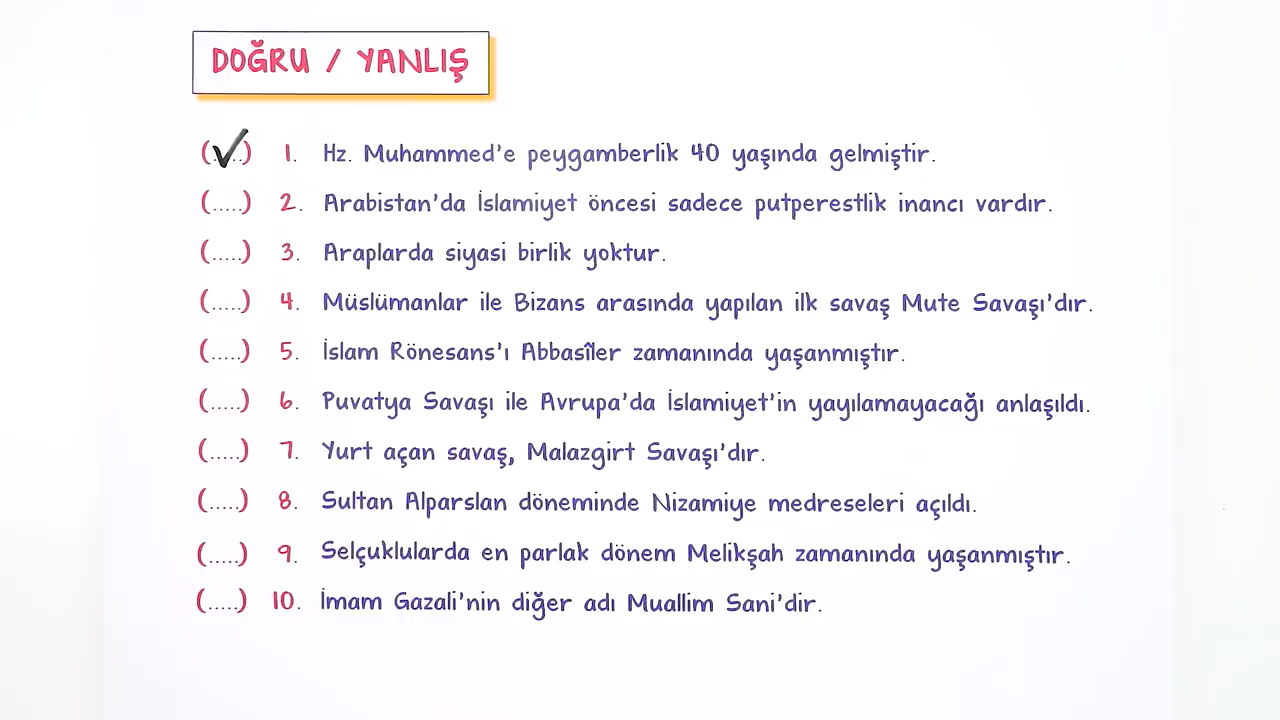 DOĞRU / YANLIŞ
(.....) 1. Hz. Muhammed'e peygamberlik 40 yaşında gelmiştir.
(.....) 2. Arabistan'da İslamiyet öncesi sadece putperestlik inancı vardır.
(.....) 3. Araplarda siyasi birlik yoktur.
(.....) 4. Müslümanlar ile Bizans arasında yapılan ilk savaş Mute Savaşı'dır.
(.....) 5. İslam Rönesans'ı Abbasîler zamanında yaşanmıştır.
(.....) 6. Puvatya Savaşı ile Avrupa'da İslamiyet'in yayılamayacağı anlaşıldı.
(.....) 7. Yurt açan savaş, Malazgirt Savaşı'dır.
(.....) 8. Sultan Alparslan döneminde Nizamiye medreseleri açıldı.
(.....) 9. Selçuklularda en parlak dönem Melikşah zamanında yaşanmıştır.
(.....) 10. İmam Gazali'nin diğer adı Muallim Sani'dir.